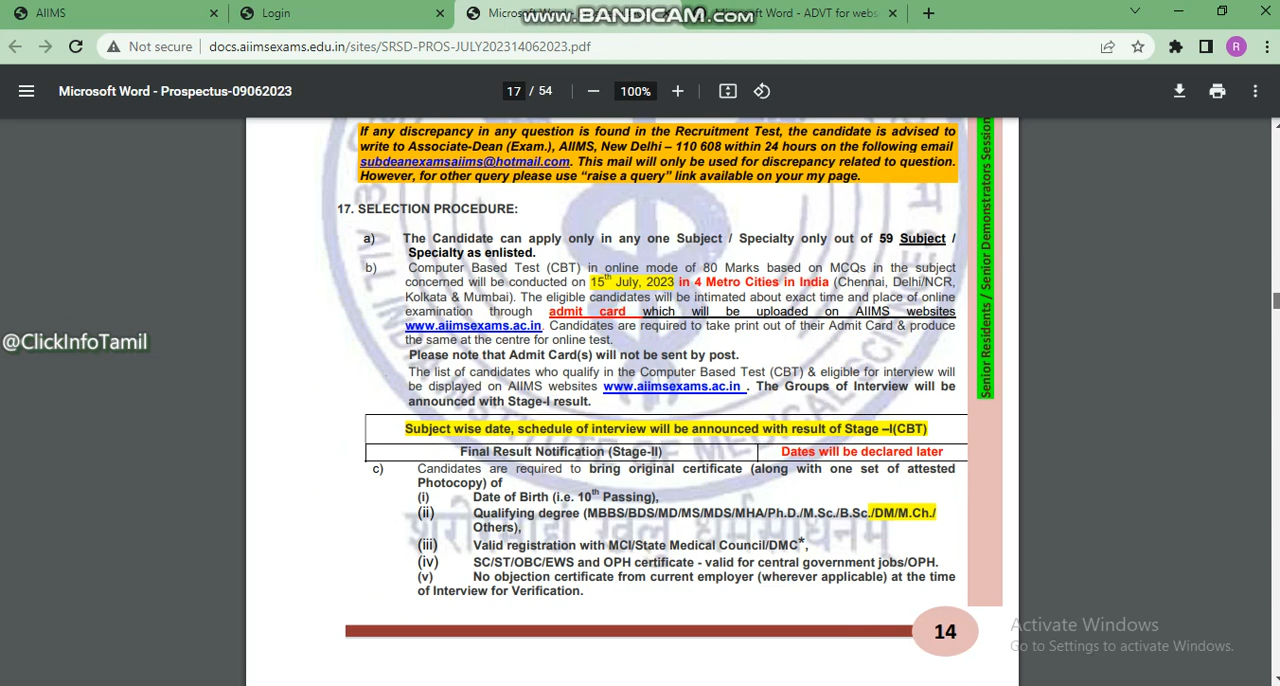 AIIMS
Login
Microsoft Word
www.BANDICAM.com
Word - ADVT for webs
Not secure
docs.aiimsexams.edu.in/sites/SRSD-PROS-JULY202314062023.pdf
R
Microsoft Word - Prospectus-09062023
17 / 54
100%
If any discrepancy in any question is found in the Recruitment Test, the candidate is advised to
write to Associate-Dean (Exam.), AIIMS, New Delhi – 110 608 within 24 hours on the following email
subdeanexamsaiims@hotmail.com. This mail will only be used for discrepancy related to question.
However, for other query please use “raise a query” link available on your my page.
17. SELECTION PROCEDURE:
a) The Candidate can apply only in any one Subject / Specialty only out of 59 Subject /
Specialty as enlisted.
b) Computer Based Test (CBT) in online mode of 80 Marks based on MCQs in the subject
concerned will be conducted on 15th July, 2023 in 4 Metro Cities in India (Chennai, Delhi/NCR,
Kolkata & Mumbai). The eligible candidates will be intimated about exact time and place of online
examination through admit card which will be uploaded on AIIMS websites
www.aiimsexams.ac.in. Candidates are required to take print out of their Admit Card & produce
the same at the centre for online test.
Please note that Admit Card(s) will not be sent by post.
The list of candidates who qualify in the Computer Based Test (CBT) & eligible for interview will
be displayed on AIIMS websites www.aiimsexams.ac.in . The Groups of Interview will be
announced with Stage-I result.
Subject wise date, schedule of interview will be announced with result of Stage –I(CBT)
Final Result Notification (Stage-II) Dates will be declared later
c) Candidates are required to bring original certificate (along with one set of attested
Photocopy) of
(i) Date of Birth (i.e. 10th Passing),
(ii) Qualifying degree (MBBS/BDS/MD/MS/MDS/MHA/Ph.D./M.Sc./B.Sc./DM/M.Ch./
Others),
(iii) Valid registration with MCI/State Medical Council/DMC*,
(iv) SC/ST/OBC/EWS and OPH certificate - valid for central government jobs/OPH.
(v) No objection certificate from current employer (wherever applicable) at the time
of Interview for Verification.
14
Senior Residents / Senior Demonstrators Session
@ClickInfoTamil
Activate Windows
Go to Settings to activate Windows.